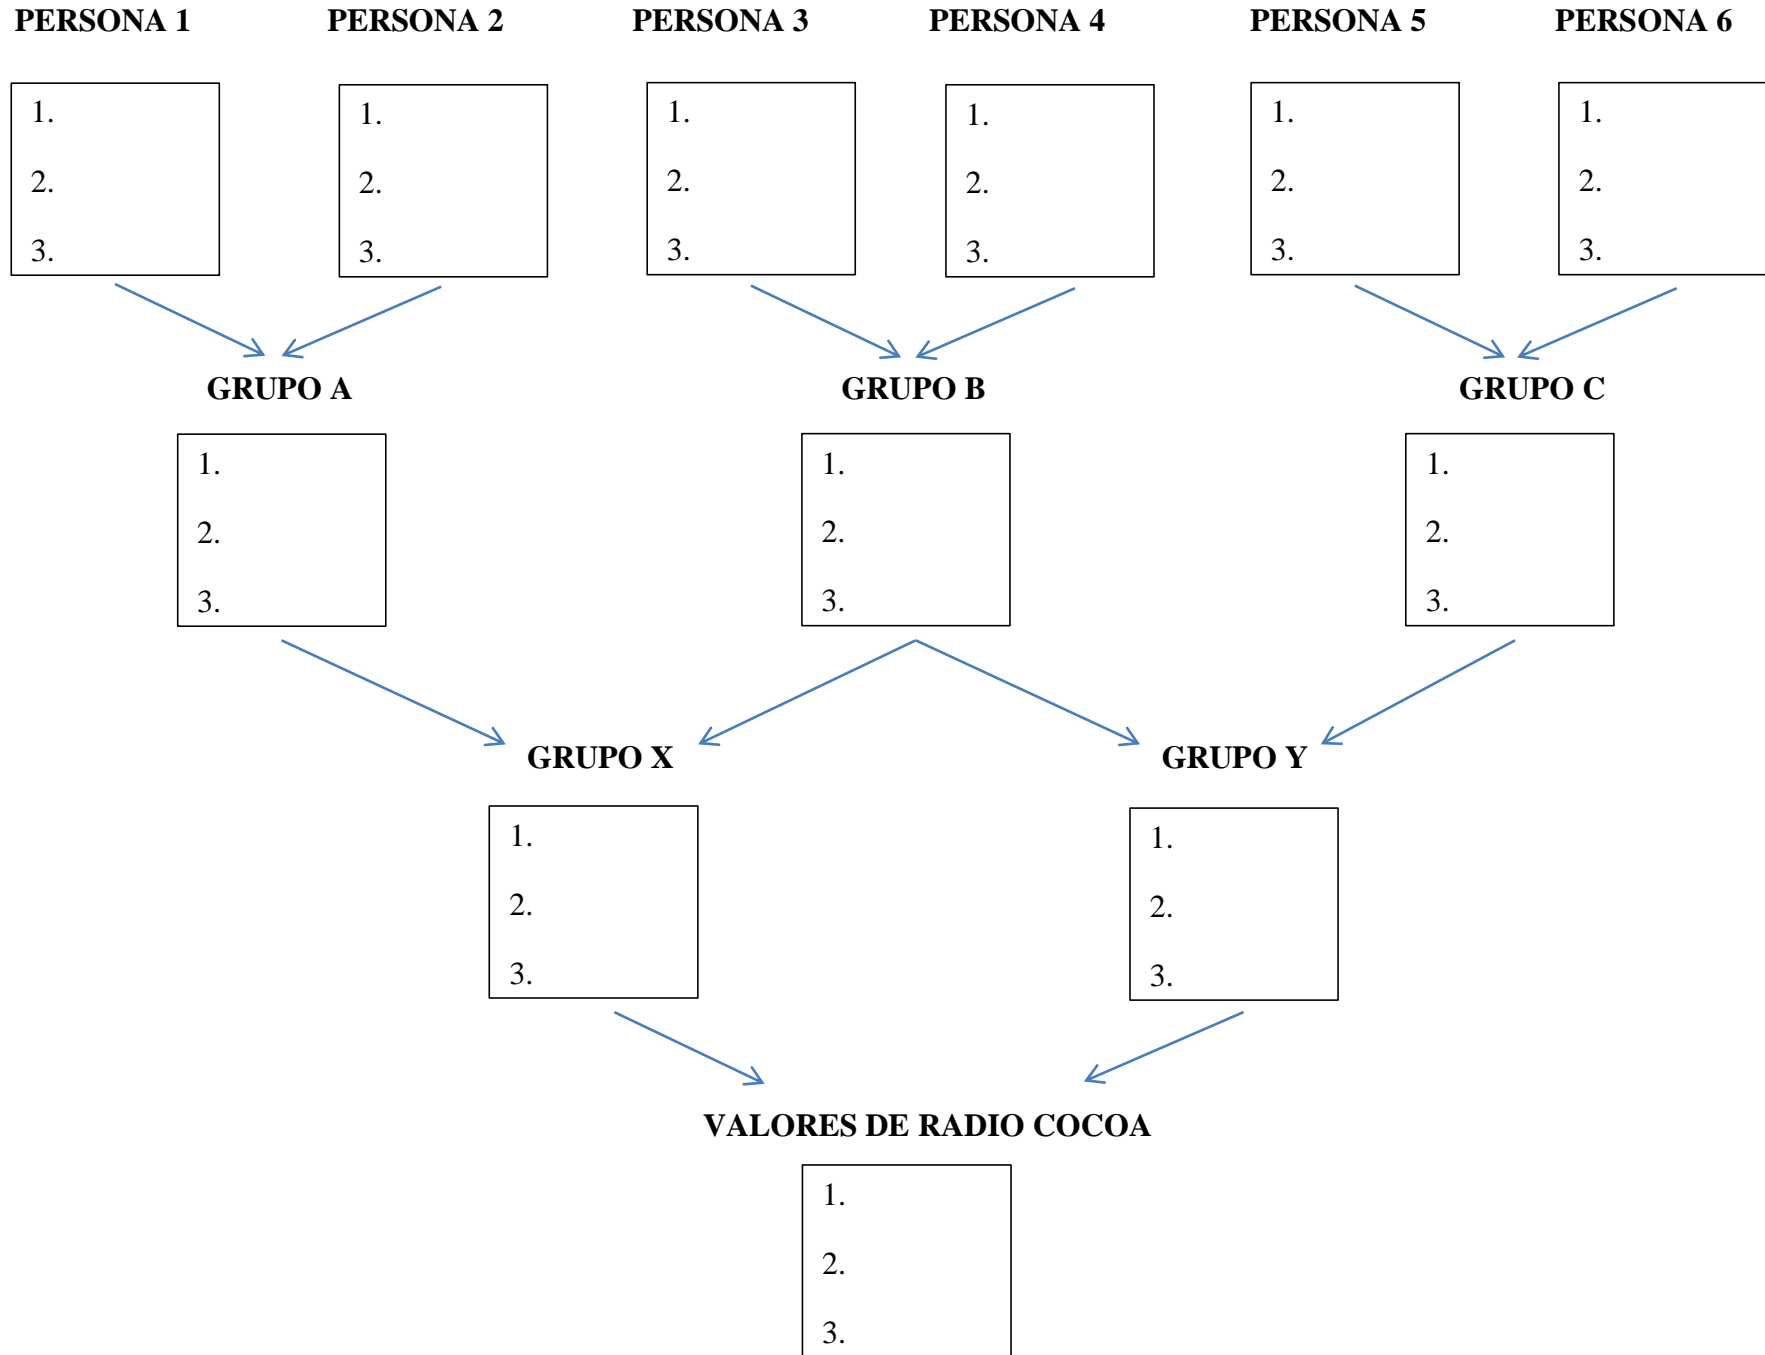 PERSONA 1 PERSONA 2 PERSONA 3 PERSONA 4 PERSONA 5 PERSONA 6
1. 1. 1. 1. 1. 1.
2. 2. 2. 2. 2. 2.
3. 3. 3. 3. 3. 3.
GRUPO A GRUPO B GRUPO C
1. 1. 1.
2. 2. 2.
3. 3. 3.
GRUPO X GRUPO Y
1. 1.
2. 2.
3. 3.
VALORES DE RADIO COCOA
1.
2.
3.